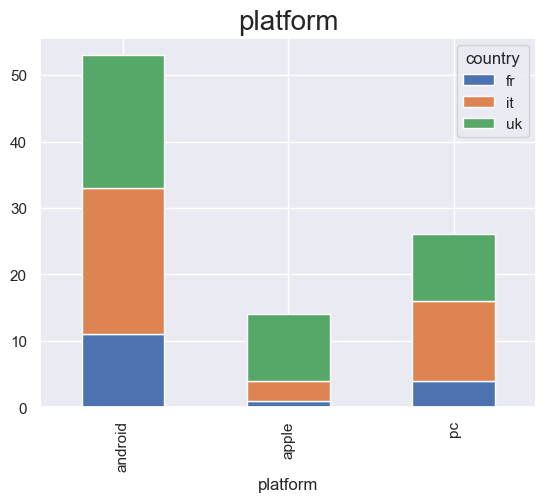 platform
country
fr
it
uk
50
40
30
20
10
0
android
apple
pc
platform